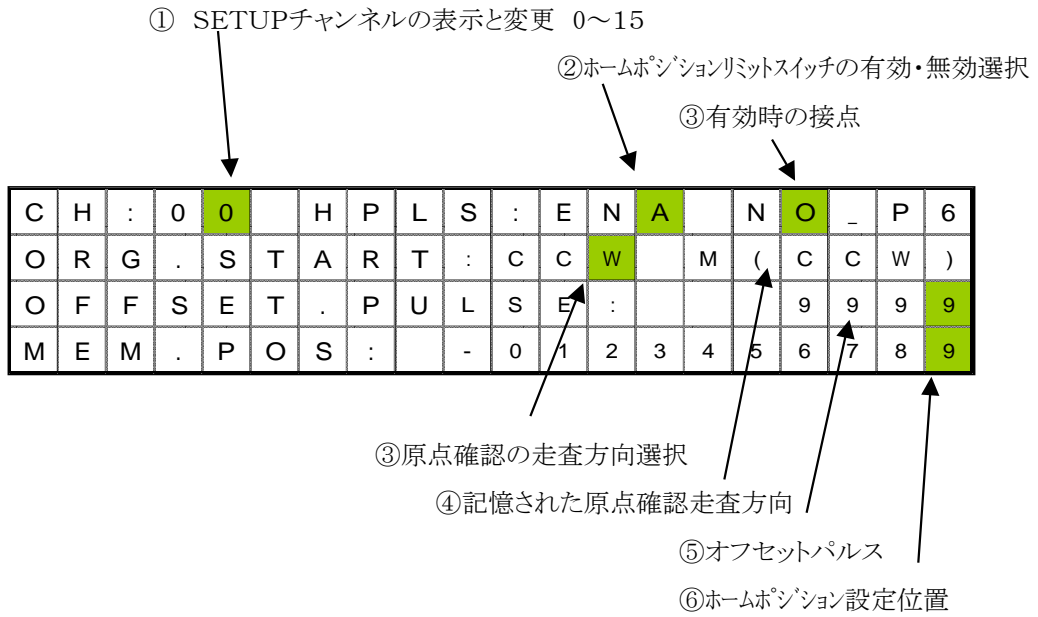 ① SETUPチャンネルの表示と変更 0～15
②ホームポジションリミットスイッチの有効・無効選択
③有効時の接点
CH:00 HPLS:ENA NO_P6
ORG.START:CCW M(CCW)
OFFSET.PULSE:   9999
MEM.POS: -0123456789
③原点確認の走査方向選択
④記憶された原点確認走査方向
⑤オフセットパルス
⑥ホームポジション設定位置